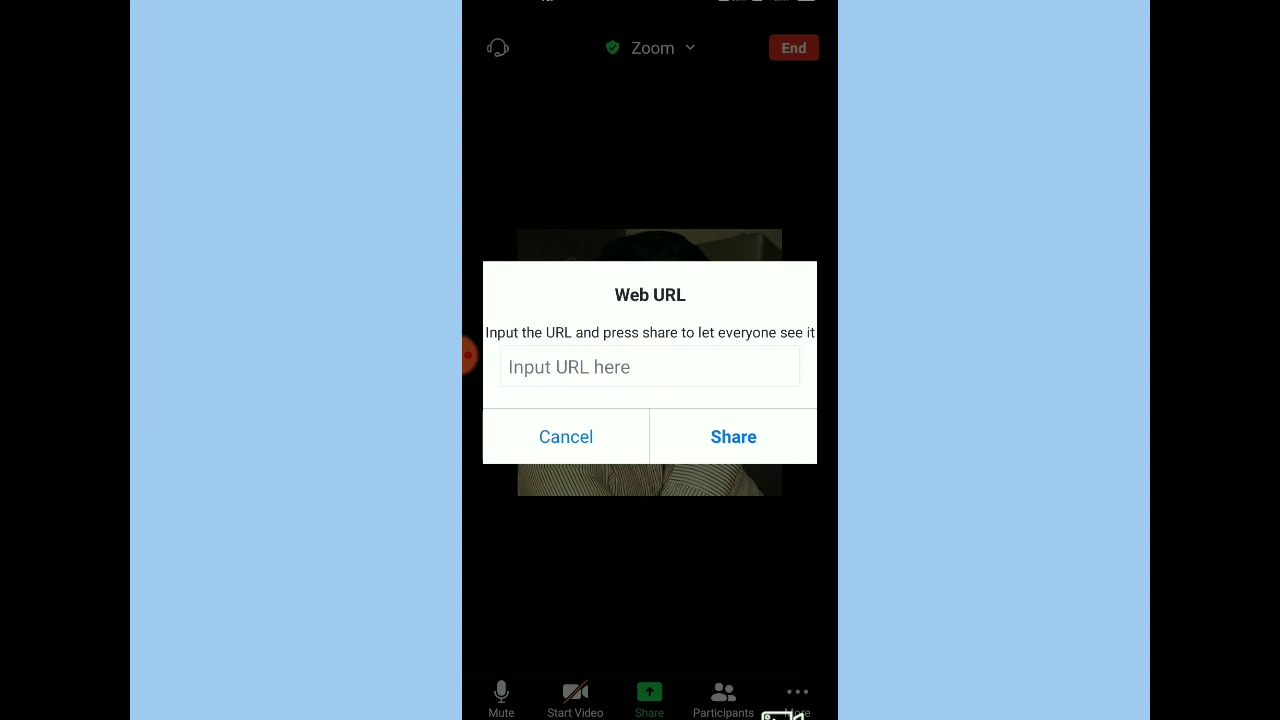 Zoom
End
Web URL
Input the URL and press share to let everyone see it
Input URL here
Cancel
Share
Mute
Start Video
Share
Participants
More